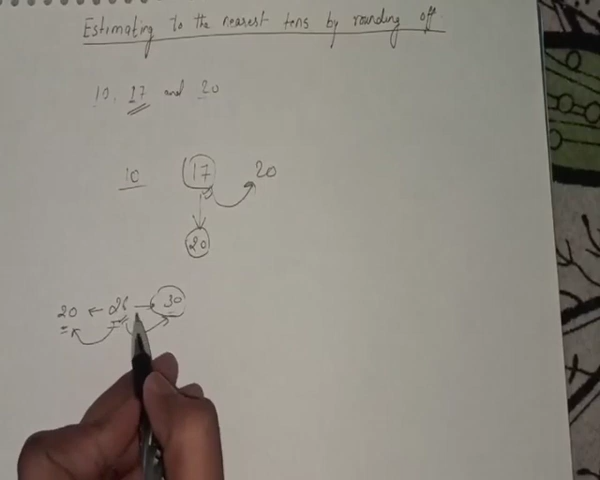 Estimating to the nearest tens by rounding off
10, 17 and 20
10 17 20
20
20 ← 26 → 30